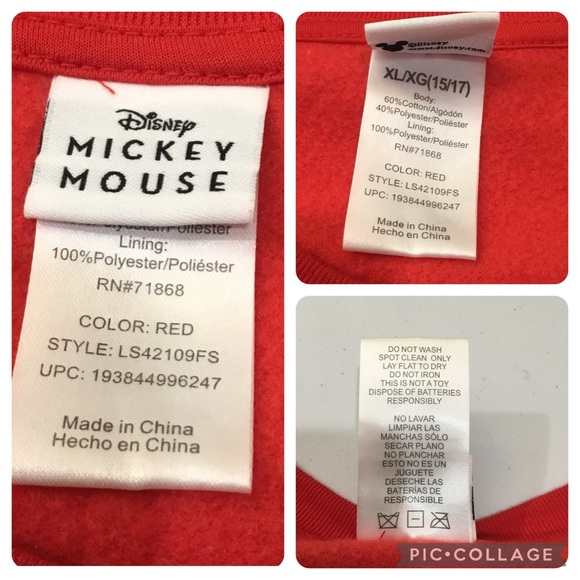 Disney
MICKEY
MOUSE
Lining:
100%Polyester/Poliéster
RN#71868
COLOR: RED
STYLE: LS42109FS
UPC: 193844996247
Made in China
Hecho en China
©Disney
www.disney.com
XL/XG(15/17)
Body:
60%Cotton/Algodón
40%Polyester/Poliéster
Lining:
100%Polyester/Poliéster
RN#71868
COLOR: RED
STYLE: LS42109FS
UPC: 193844996247
Made in China
Hecho en China
DO NOT WASH
SPOT CLEAN ONLY
LAY FLAT TO DRY
DO NOT IRON
THIS IS NOT A TOY
DISPOSE OF BATTERIES
RESPONSIBLY
NO LAVAR
LIMPIAR LAS
MANCHAS SÓLO
SECAR PLANO
NO PLANCHAR
ESTO NO ES UN
JUGUETE
DESECHE LAS
BATERÍAS DE
RESPONSIBLE
PIC•COLLAGE